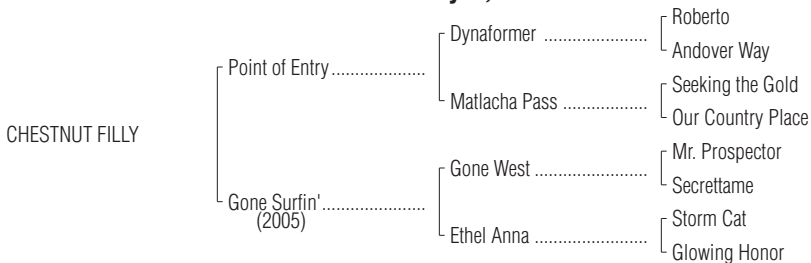 Roberto
Dynaformer ........................
Andover Way
Point of Entry.....................
Seeking the Gold
Matlacha Pass ...................
Our Country Place
CHESTNUT FILLY
Mr. Prospector
Gone West .........................
Secrettame
Gone Surfin'.......................
(2005)
Storm Cat
Ethel Anna .........................
Glowing Honor